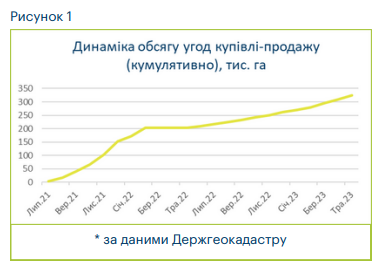 Рисунок 1
Динаміка обсягу угод купівлі-продажу
(кумулятивно), тис. га
350
300
250
200
150
100
50
0
Лип.21
Вер.21
Лис.21
Січ.22
Бер.22
Тра.22
Лип.22
Вер.22
Лис.22
Січ.23
Бер.23
Тра.23
* за даними Держгеокадастру